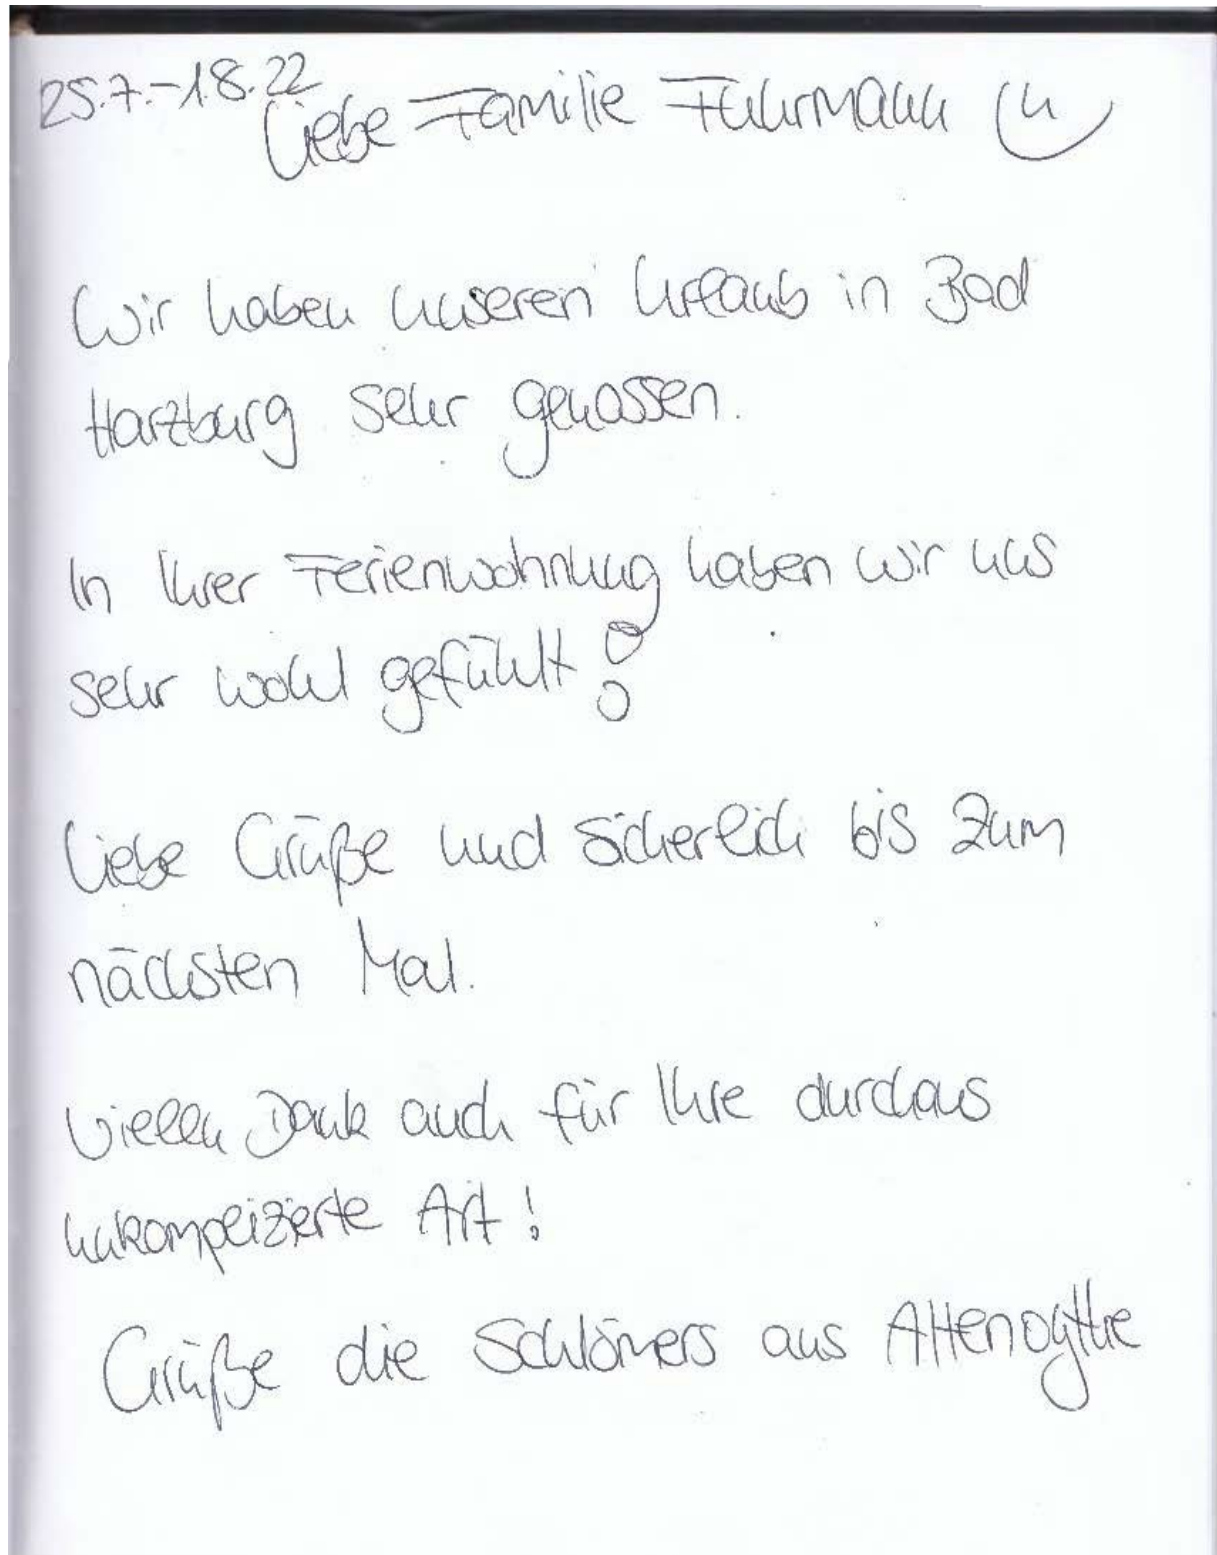 25.7.-1.8.22
Liebe Familie Fuhrmann
Wir haben unseren Urlaub in Bad
Harzburg sehr genossen.
In Ihrer Ferienwohnung haben wir uns
sehr wohl gefühlt!
Liebe Grüße und sicherlich bis zum
nächsten Mal.
Vielen Dank auch für Ihre durchaus
unkomplizierte Art!
Grüße die Schlömers aus Altenoythe